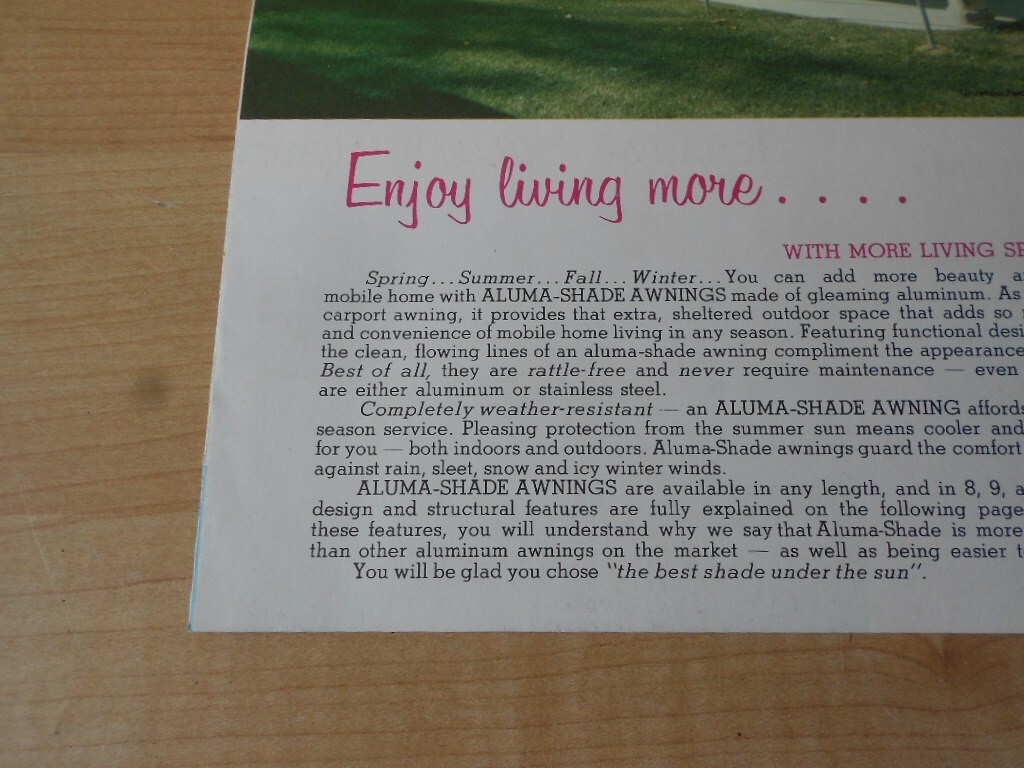 Enjoy living more....
WITH MORE LIVING
Spring...Summer...Fall...Winter...You can add more beauty
mobile home with ALUMA-SHADE AWNINGS made of gleaming aluminum. As
carport awning, it provides that extra, sheltered outdoor space that adds so
and convenience of mobile home living in any season. Featuring functional
the clean, flowing lines of an aluma-shade awning compliment the appearance
Best of all, they are rattle-free and never require maintenance — even
are either aluminum or stainless steel.
Completely weather-resistant — an ALUMA-SHADE AWNING affords
season service. Pleasing protection from the summer sun means cooler and
for you — both indoors and outdoors. Aluma-Shade awnings guard the comfort
against rain, sleet, snow and icy winter winds.
ALUMA-SHADE AWNINGS are available in any length, and in 8, 9,
design and structural features are fully explained on the following page
these features, you will understand why we say that Aluma-Shade is more
than other aluminum awnings on the market — as well as being easier
You will be glad you chose "the best shade under the sun".